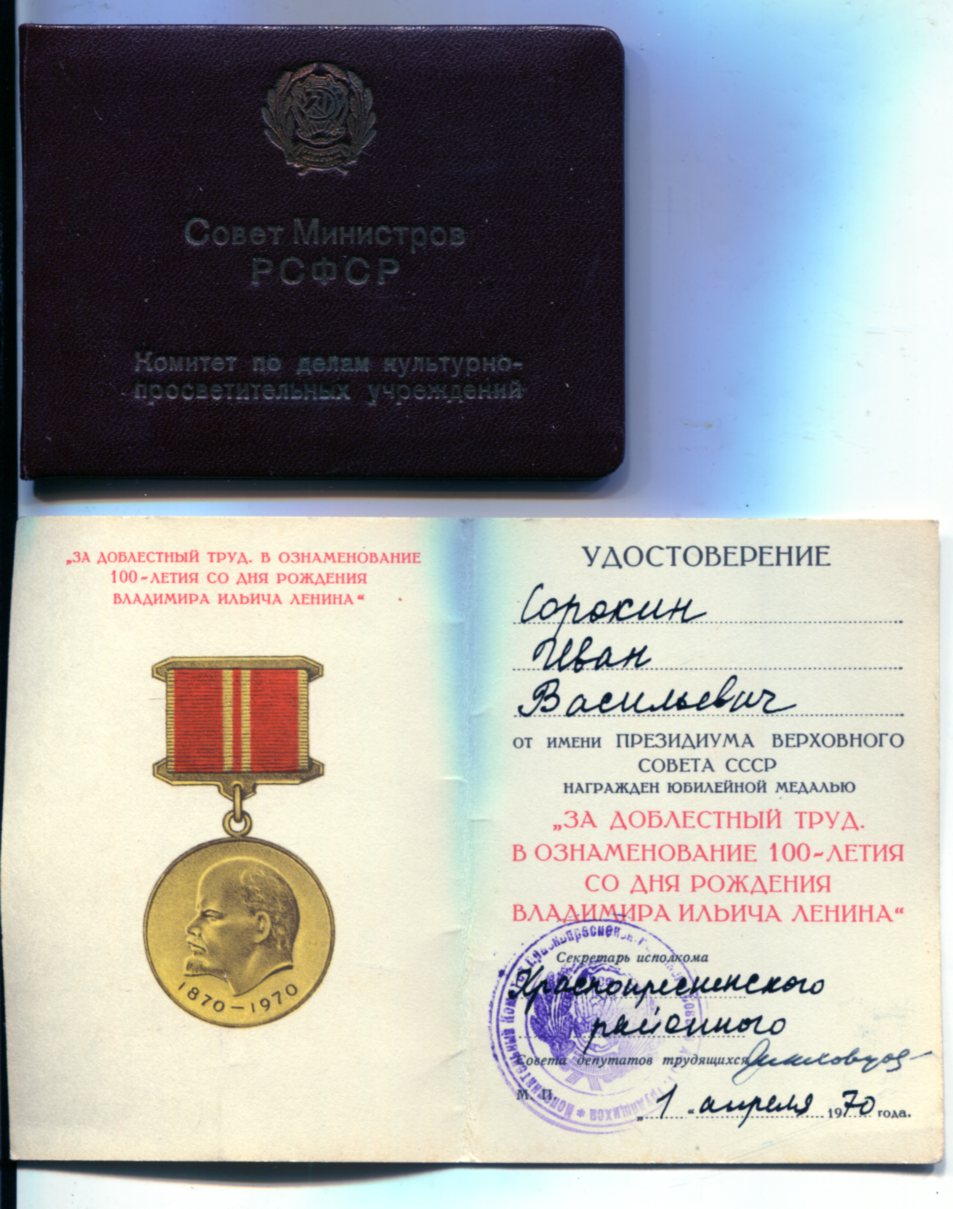 Совет Министров
РСФСР
Комитет по делам культурно-
просветительных учреждений
„ЗА ДОБЛЕСТНЫЙ ТРУД. В ОЗНАМЕНОВАНИЕ
100-ЛЕТИЯ СО ДНЯ РОЖДЕНИЯ
ВЛАДИМИРА ИЛЬИЧА ЛЕНИНА“
1870-1970
УДОСТОВЕРЕНИЕ
Сорокин
Иван
Васильевич
ОТ ИМЕНИ ПРЕЗИДИУМА ВЕРХОВНОГО
СОВЕТА СССР
НАГРАЖДЕН ЮБИЛЕЙНОЙ МЕДАЛЬЮ
„ЗА ДОБЛЕСТНЫЙ ТРУД.
В ОЗНАМЕНОВАНИЕ 100-ЛЕТИЯ
СО ДНЯ РОЖДЕНИЯ
ВЛАДИМИРА ИЛЬИЧА ЛЕНИНА“
Секретарь исполкома
Краснопресненского
районного
Совета депутатов трудящихся
М. П.
„1“ апреля 1970 года.